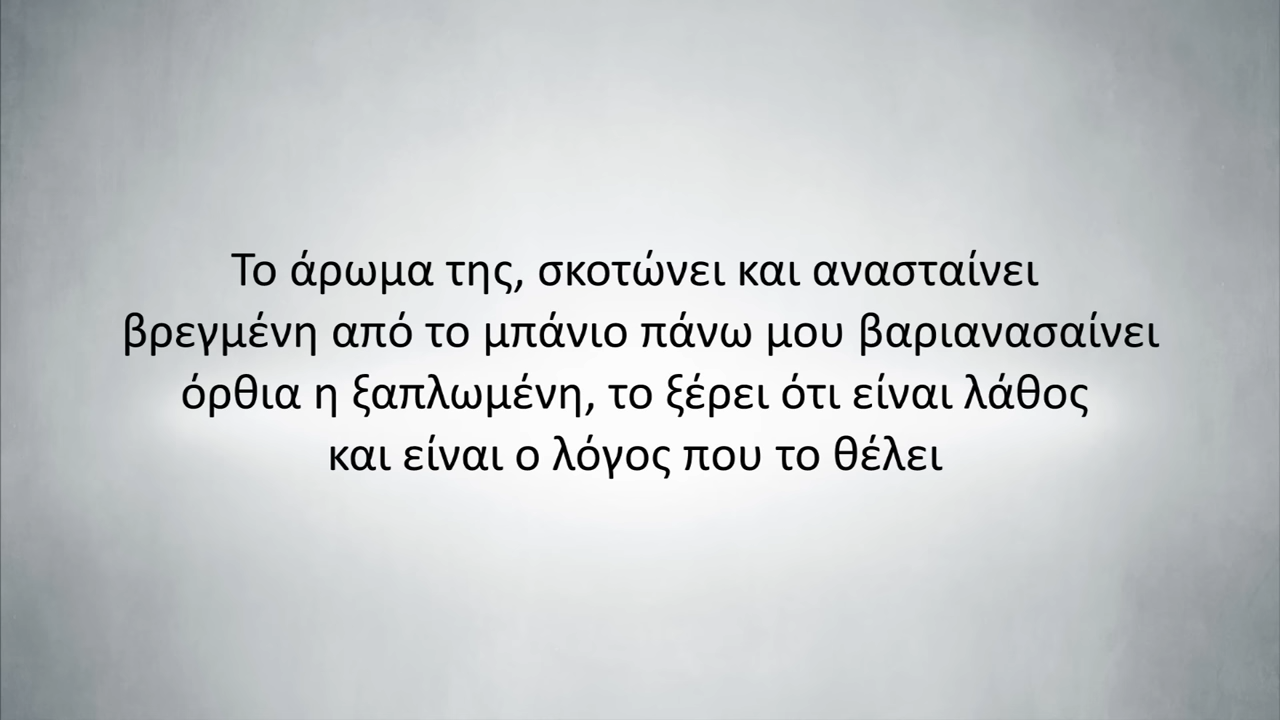 Το άρωμα της, σκοτώνει και ανασταίνει
βρεγμένη από το μπάνιο πάνω μου βαριανασαίνει
όρθια η ξαπλωμένη, το ξέρει ότι είναι λάθος
και είναι ο λόγος που το θέλει